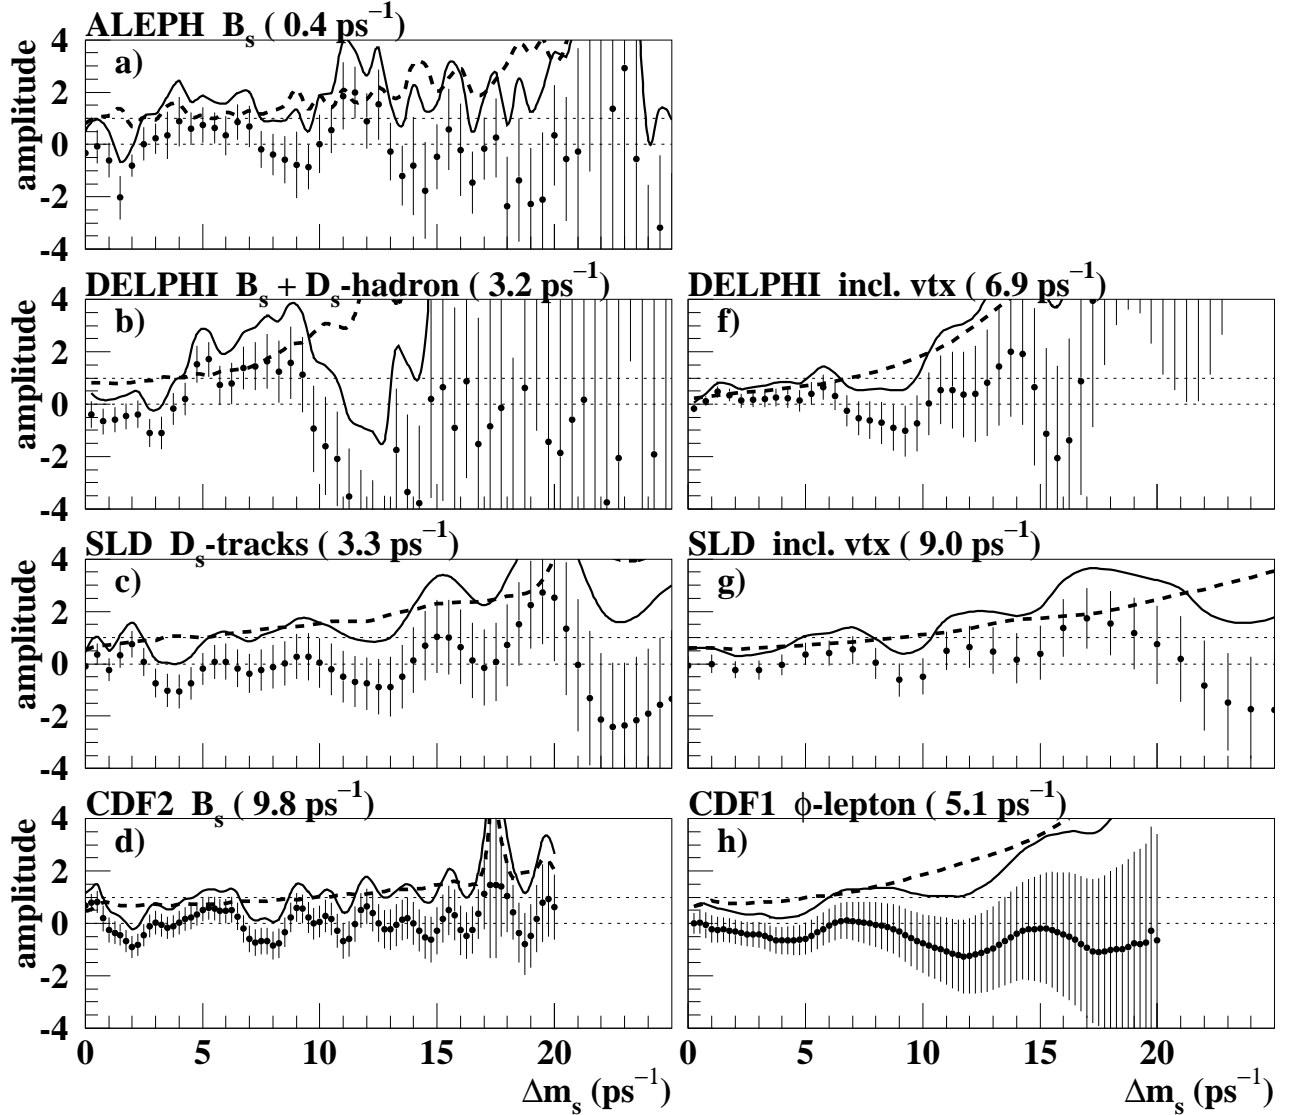 ALEPH B_s ( 0.4 ps⁻¹)
a)
amplitude
4
2
0
-2
-4
DELPHI B_s + D_s-hadron ( 3.2 ps⁻¹)
b)
amplitude
4
2
0
-2
-4
DELPHI incl. vtx ( 6.9 ps⁻¹)
f)
SLD D_s-tracks ( 3.3 ps⁻¹)
c)
amplitude
4
2
0
-2
-4
SLD incl. vtx ( 9.0 ps⁻¹)
g)
CDF2 B_s ( 9.8 ps⁻¹)
d)
amplitude
4
2
0
-2
-4
0 5 10 15 20
Δm_s (ps⁻¹)
CDF1 ϕ-lepton ( 5.1 ps⁻¹)
h)
0 5 10 15 20
Δm_s (ps⁻¹)